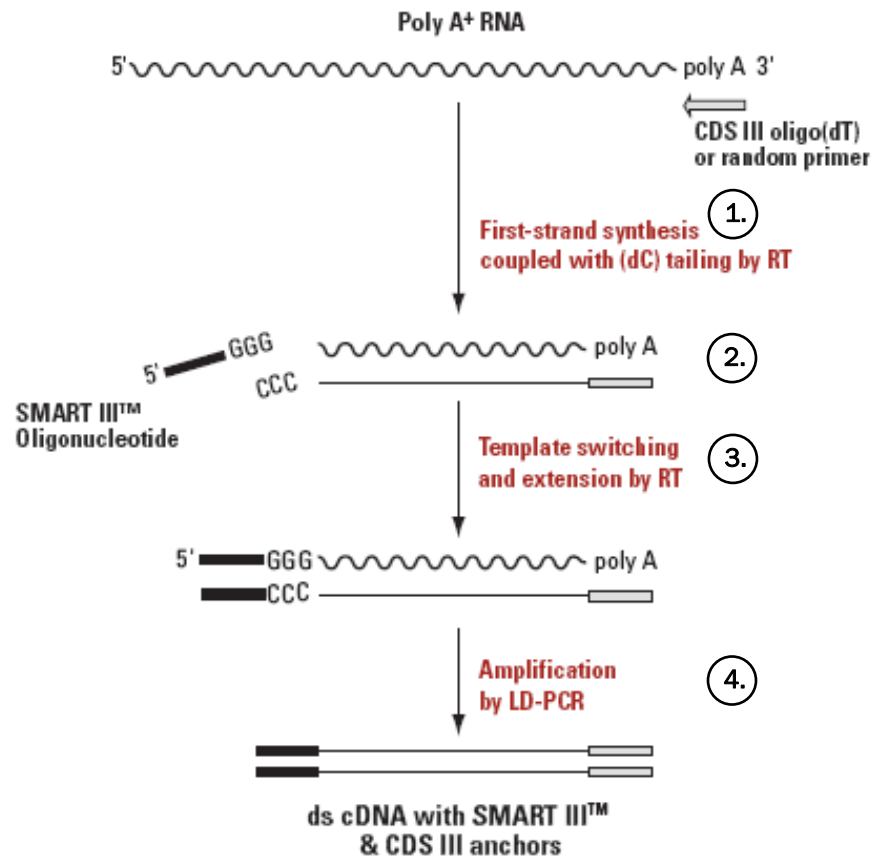 Poly A+ RNA
5' poly A 3'
CDS III oligo(dT)
or random primer
1.
First-strand synthesis
coupled with (dC) tailing by RT
5' GGG
poly A
2.
CCC
SMART III™
Oligonucleotide
Template switching
and extension by RT
3.
5' GGG poly A
CCC
Amplification
by LD-PCR
4.
ds cDNA with SMART III™
& CDS III anchors